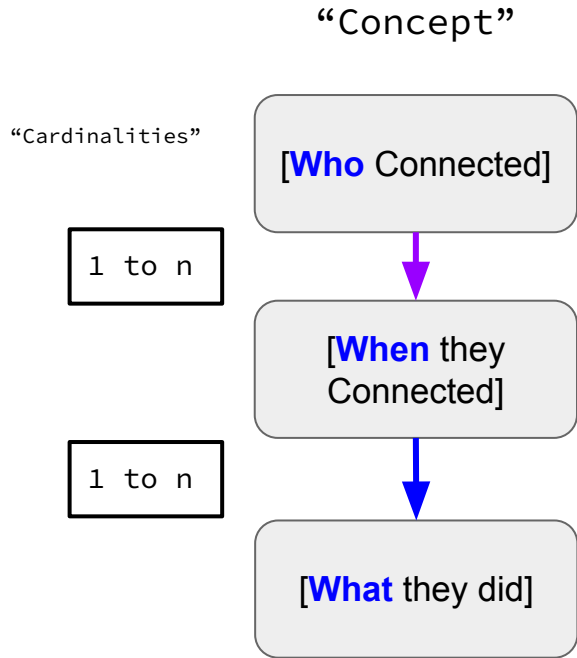 “Concept”
“Cardinalities”
[Who Connected]
1 to n
[When they
Connected]
1 to n
[What they did]